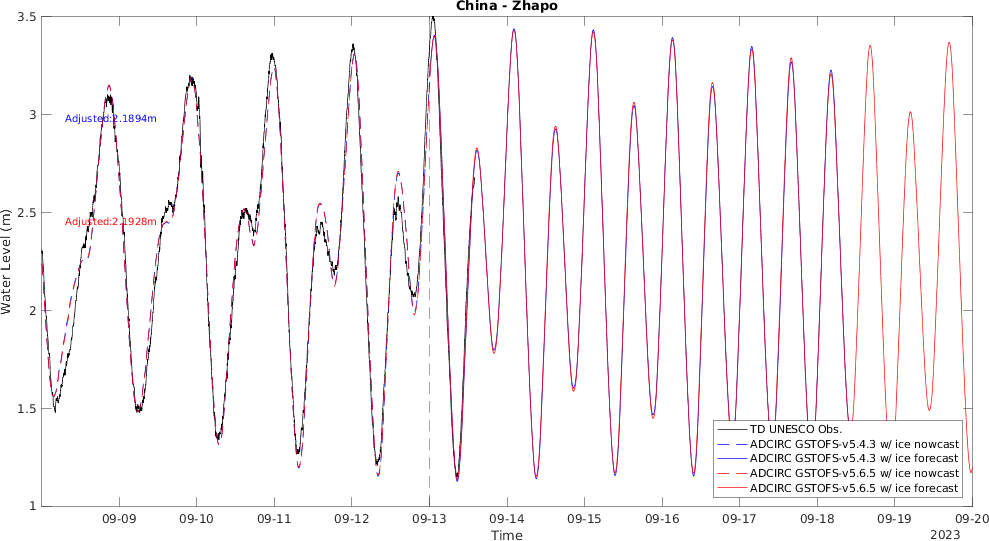 China - Zhapo
3.5
3
2.5
2
1.5
1
Water Level (m)
Adjusted:2.1894m
Adjusted:2.1928m
TD UNESCO Obs.
ADCIRC GSTOFS-v5.4.3 w/ ice nowcast
ADCIRC GSTOFS-v5.4.3 w/ ice forecast
ADCIRC GSTOFS-v5.6.5 w/ ice nowcast
ADCIRC GSTOFS-v5.6.5 w/ ice forecast
09-09 09-10 09-11 09-12 09-13 09-14 09-15 09-16 09-17 09-18 09-19 09-20
Time
2023